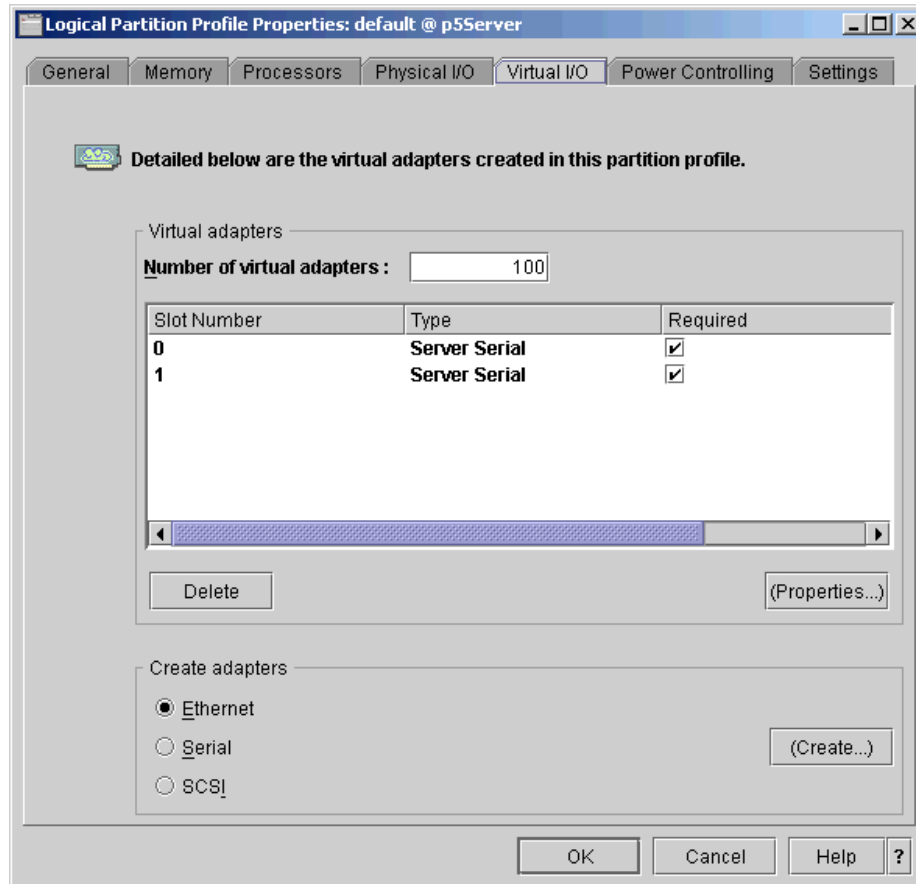 Logical Partition Profile Properties: default @ p5Server
General Memory Processors Physical I/O Virtual I/O Power Controlling Settings
Detailed below are the virtual adapters created in this partition profile.
Virtual adapters
Number of virtual adapters : 100
Slot Number Type Required
0 Server Serial
1 Server Serial
Delete (Properties...)
Create adapters
Ethernet
Serial (Create...)
SCSI
OK Cancel Help ?